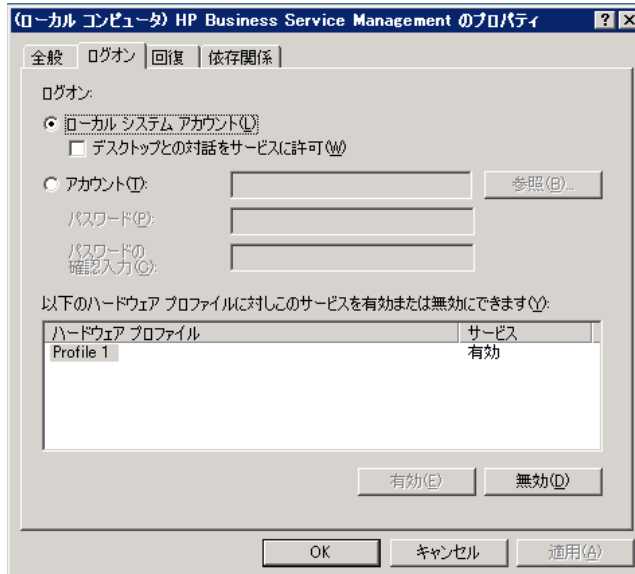 (ローカル コンピュータ) HP Business Service Management のプロパティ
全般 ログオン 回復 依存関係
ログオン:
ローカル システム アカウント(L)
デスクトップとの対話をサービスに許可(W)
アカウント(T): 参照(B)...
パスワード(P):
パスワードの
確認入力(C):
以下のハードウェア プロファイルに対しこのサービスを有効または無効にできます(Y):
ハードウェア プロファイル サービス
Profile 1 有効
有効(E) 無効(D)
OK キャンセル 適用(A)